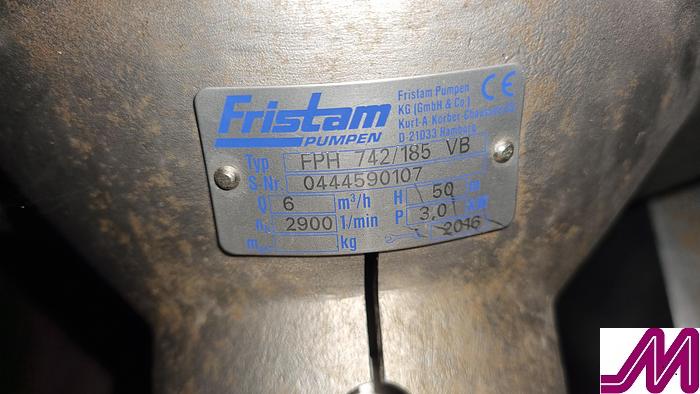 Fristam
PUMPEN
Fristam Pumpen
KG (GmbH & Co.)
Kurt-A-Körber-Chaussee 55
D-21033 Hamburg
CE
Typ FPH 742/185 VB
S Nr. 0444590107
Q 6 m³/h H 50 m
n 2900 1/min P 3,0 kW
m kg 2016
M